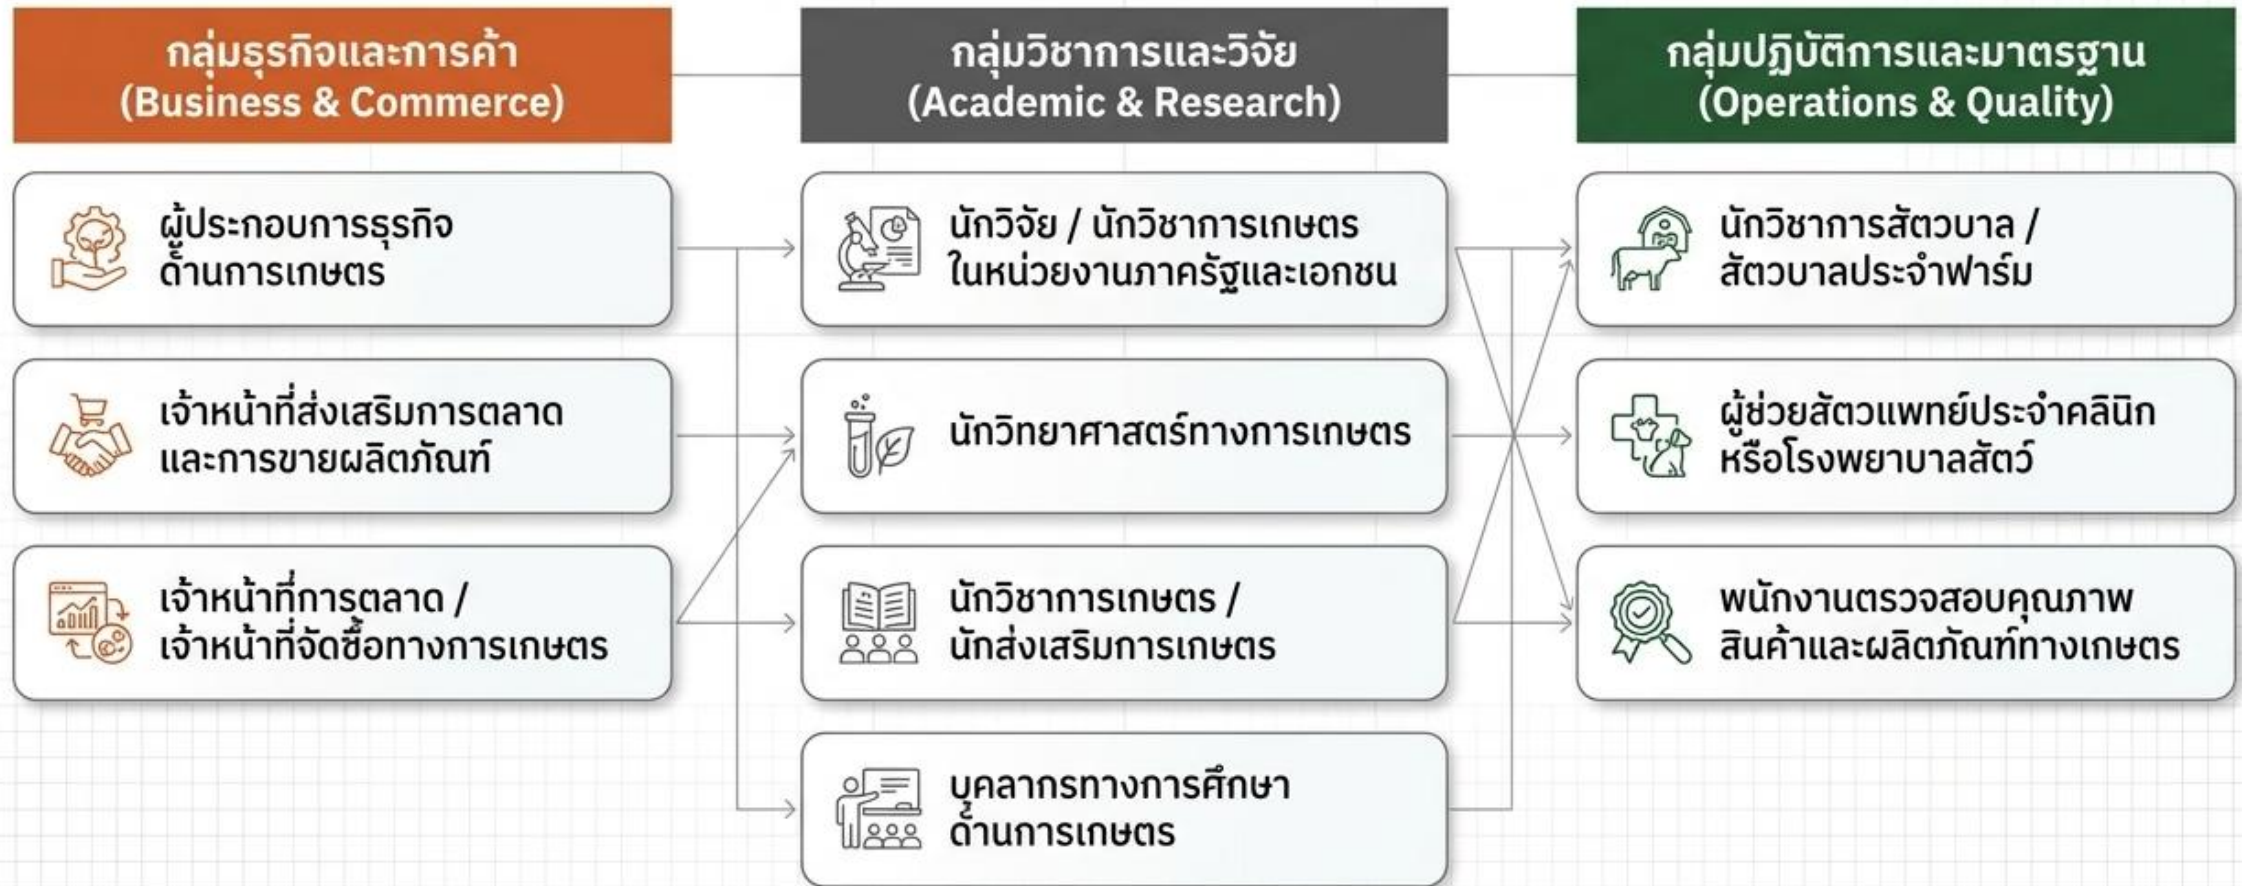 กลุ่มธุรกิจและการค้า
(Business & Commerce)
ผู้ประกอบการธุรกิจ
ด้านการเกษตร
เจ้าหน้าที่ส่งเสริมการตลาด
และการขายผลิตภัณฑ์
เจ้าหน้าที่การตลาด /
เจ้าหน้าที่จัดซื้อทางการเกษตร
กลุ่มวิชาการและวิจัย
(Academic & Research)
นักวิจัย / นักวิชาการเกษตร
ในหน่วยงานภาครัฐและเอกชน
นักวิทยาศาสตร์ทางการเกษตร
นักวิชาการเกษตร /
นักส่งเสริมการเกษตร
บุคลากรทางการศึกษา
ด้านการเกษตร
กลุ่มปฏิบัติการและมาตรฐาน
(Operations & Quality)
นักวิชาการสัตวบาล /
สัตวบาลประจำฟาร์ม
ผู้ช่วยสัตวแพทย์ประจำคลินิก
หรือโรงพยาบาลสัตว์
พนักงานตรวจสอบคุณภาพ
สินค้าและผลิตภัณฑ์ทางเกษตร